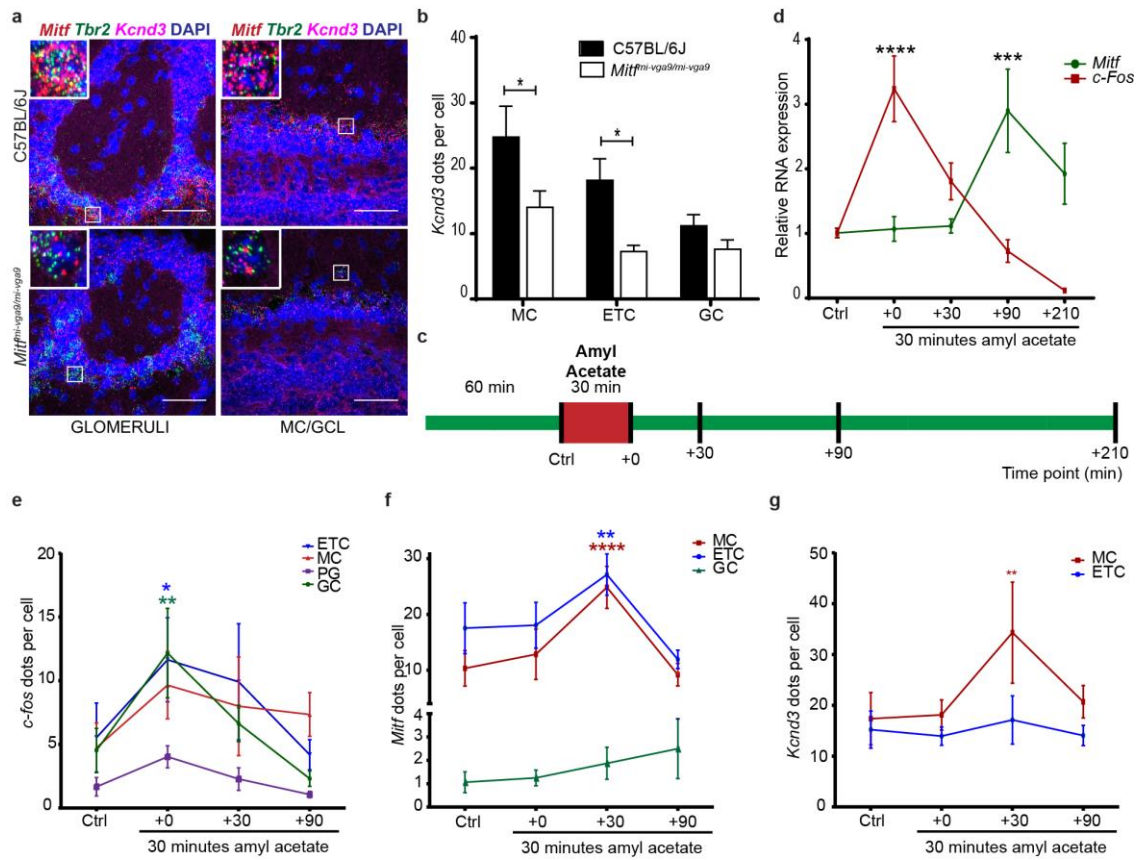 a
Mitf Tbr2 Kcnd3 DAPI
Mitf Tbr2 Kcnd3 DAPI
C57BL/6J
Mitfmi-vga9/mi-vga9
GLOMERULI
MC/GCL
b
Kcnd3 dots per cell
40
30
20
10
0
C57BL/6J
Mitfmi-vga9/mi-vga9
*
*
MC
ETC
GC
c
60 min
Amyl
Acetate
30 min
Ctrl
+0
+30
+90
+210
Time point (min)
d
Relative RNA expression
4
3
2
1
0
****
***
Mitf
c-Fos
Ctrl
+0
+30
+90
+210
30 minutes amyl acetate
e
c-fos dots per cell
20
15
10
5
0
*
**
ETC
MC
PG
GC
Ctrl
+0
+30
+90
30 minutes amyl acetate
f
Mitf dots per cell
30
20
10
4
3
2
1
0
**
****
MC
ETC
GC
Ctrl
+0
+30
+90
30 minutes amyl acetate
g
Kcnd3 dots per cell
50
40
30
20
10
0
**
MC
ETC
Ctrl
+0
+30
+90
30 minutes amyl acetate